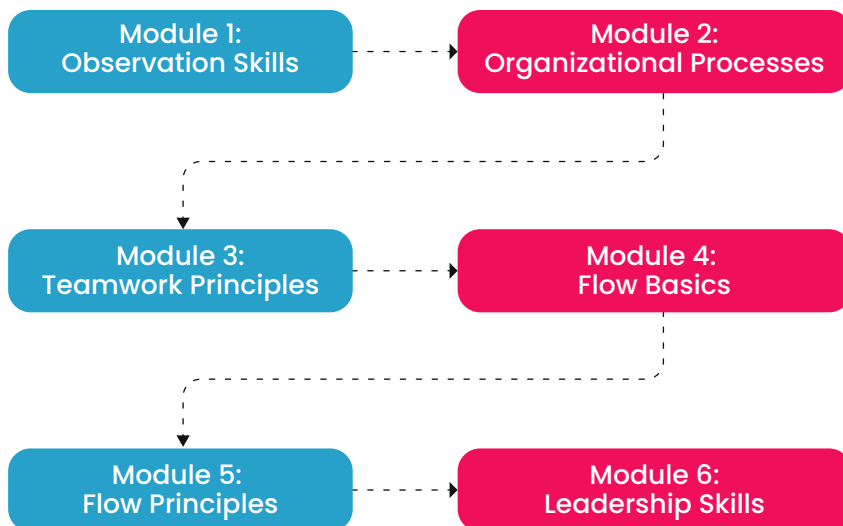 Module 1:
Observation Skills
Module 2:
Organizational Processes
Module 3:
Teamwork Principles
Module 4:
Flow Basics
Module 5:
Flow Principles
Module 6:
Leadership Skills